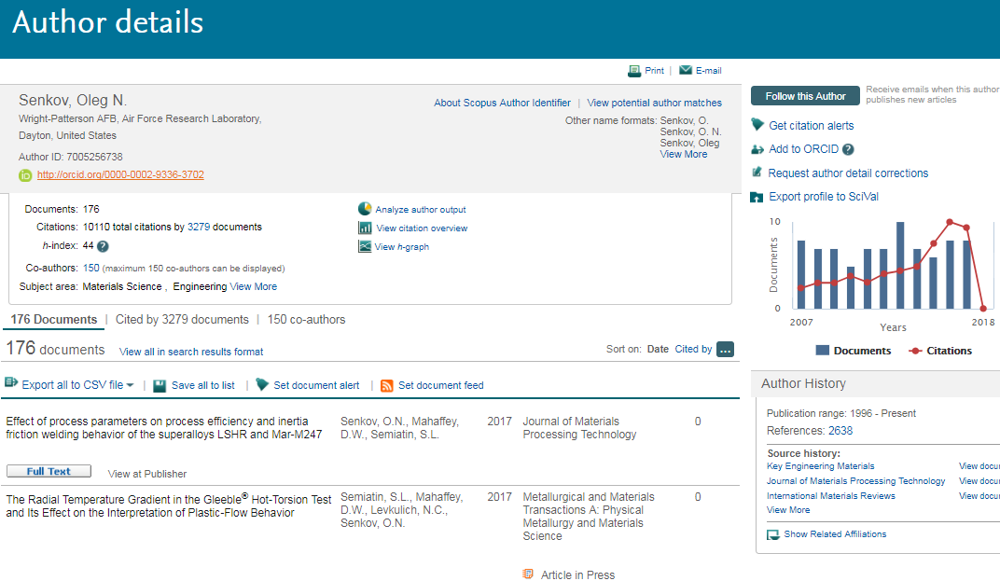 Author details
Print | E-mail
Senkov, Oleg N.
Wright-Patterson AFB, Air Force Research Laboratory,
Dayton, United States
Author ID: 7005256738
iD http://orcid.org/0000-0002-9336-3702
About Scopus Author Identifier | View potential author matches
Other name formats: Senkov, O.
Senkov, O. N.
Senkov, Oleg
View More
Documents: 176
Citations: 10110 total citations by 3279 documents
h-index: 44 ?
Co-authors: 150 (maximum 150 co-authors can be displayed)
Subject area: Materials Science , Engineering View More
Analyze author output
View citation overview
View h-graph
176 Documents | Cited by 3279 documents | 150 co-authors
176 documents View all in search results format
Sort on: Date Cited by ...
Export all to CSV file | Save all to list | Set document alert | Set document feed
Effect of process parameters on process efficiency and inertia
friction welding behavior of the superalloys LSHR and Mar-M247
Senkov, O.N., Mahaffey,
D.W., Semiatin, S.L.
2017
Journal of Materials
Processing Technology
0
Full Text View at Publisher
The Radial Temperature Gradient in the Gleeble® Hot-Torsion Test
and Its Effect on the Interpretation of Plastic-Flow Behavior
Semiatin, S.L., Mahaffey,
D.W., Levkulich, N.C.,
Senkov, O.N.
2017
Metallurgical and Materials
Transactions A: Physical
Metallurgy and Materials
Science
0
Article in Press
Follow this Author
Receive emails when this author
publishes new articles
Get citation alerts
Add to ORCID ?
Request author detail corrections
Export profile to SciVal
10
Documents
0
2007 2018
Years
Documents Citations
Author History
Publication range: 1996 - Present
References: 2638
Source history:
Key Engineering Materials View docu
Journal of Materials Processing Technology View docu
International Materials Reviews View docu
View More
Show Related Affiliations